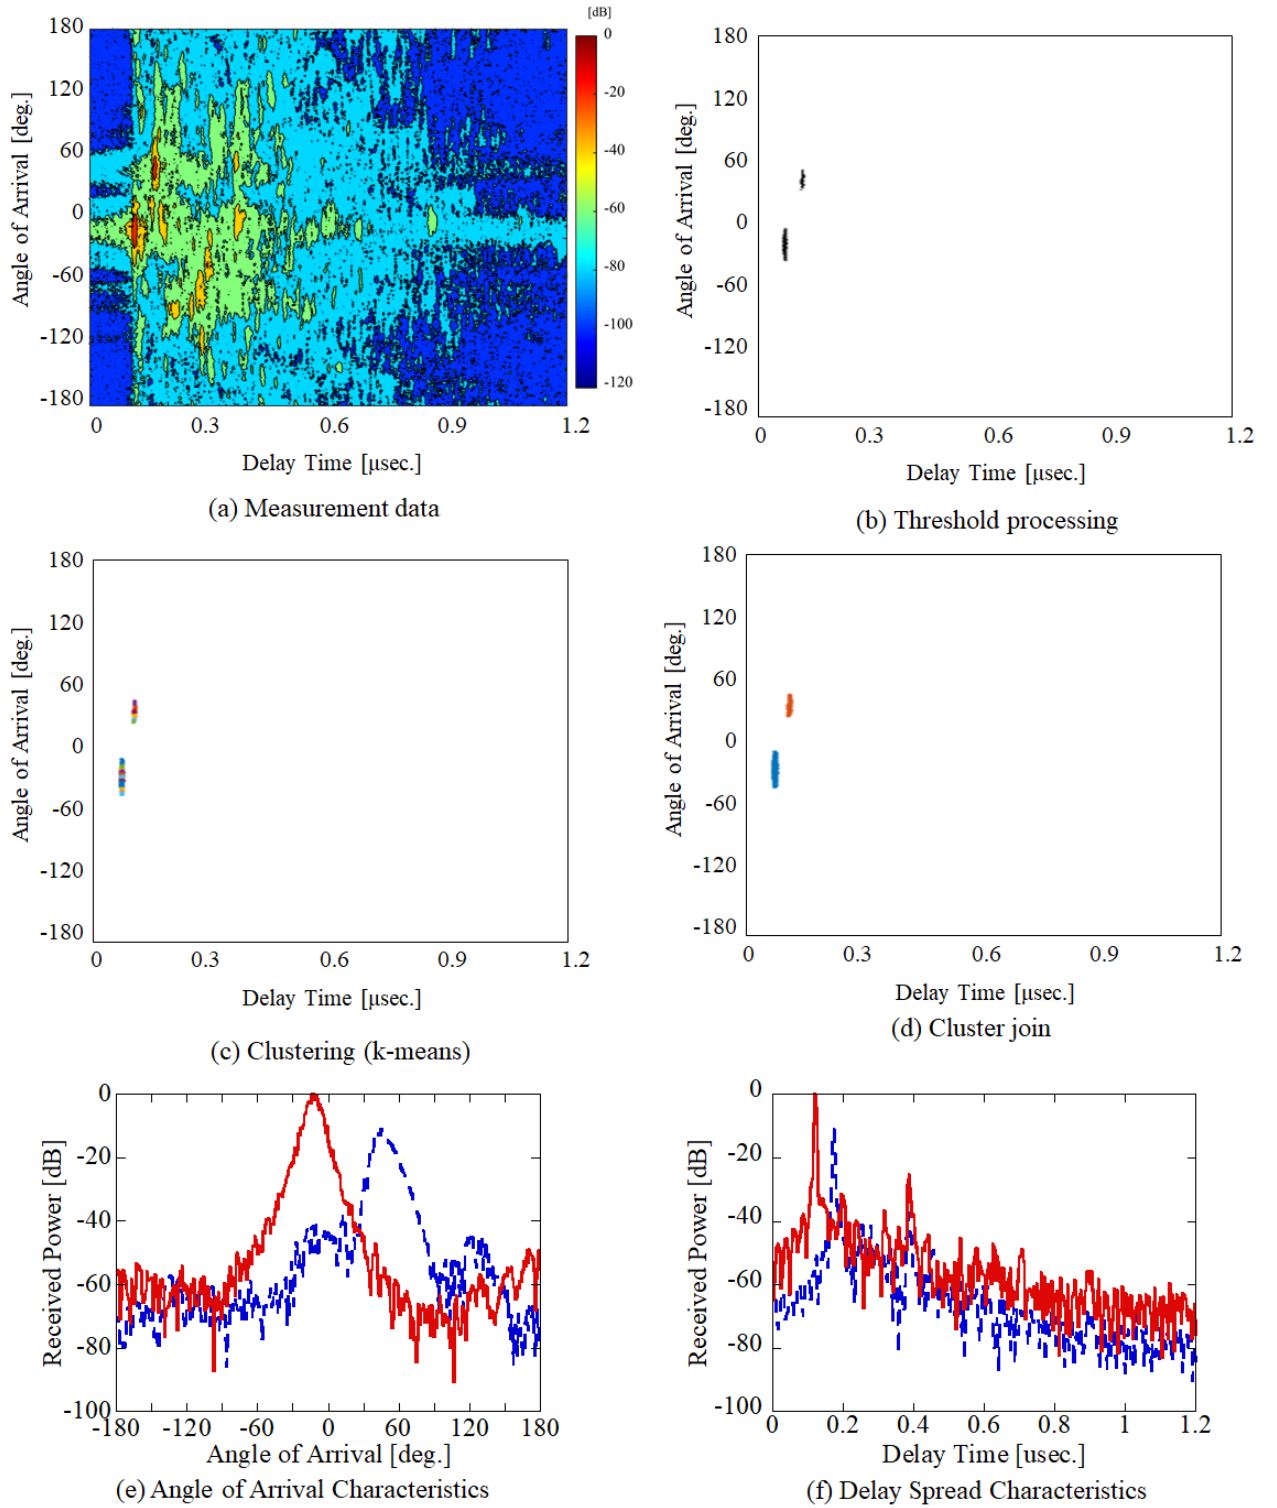 [dB]
180
120
60
0
-60
-120
-180
Angle of Arrival [deg.]
0
-20
-40
-60
-80
-100
-120
0 0.3 0.6 0.9 1.2
Delay Time [μsec.]
(a) Measurement data
180
120
60
0
-60
-120
-180
Angle of Arrival [deg.]
0 0.3 0.6 0.9 1.2
Delay Time [μsec.]
(b) Threshold processing
180
120
60
0
-60
-120
-180
Angle of Arrival [deg.]
0 0.3 0.6 0.9 1.2
Delay Time [μsec.]
(c) Clustering (k-means)
180
120
60
0
-60
-120
-180
Angle of Arrival [deg.]
0 0.3 0.6 0.9 1.2
Delay Time [μsec.]
(d) Cluster join
0
-20
-40
-60
-80
-100
Received Power [dB]
-180 -120 -60 0 60 120 180
Angle of Arrival [deg.]
(e) Angle of Arrival Characteristics
0
-20
-40
-60
-80
-100
Received Power [dB]
0 0.2 0.4 0.6 0.8 1 1.2
Delay Time [usec.]
(f) Delay Spread Characteristics